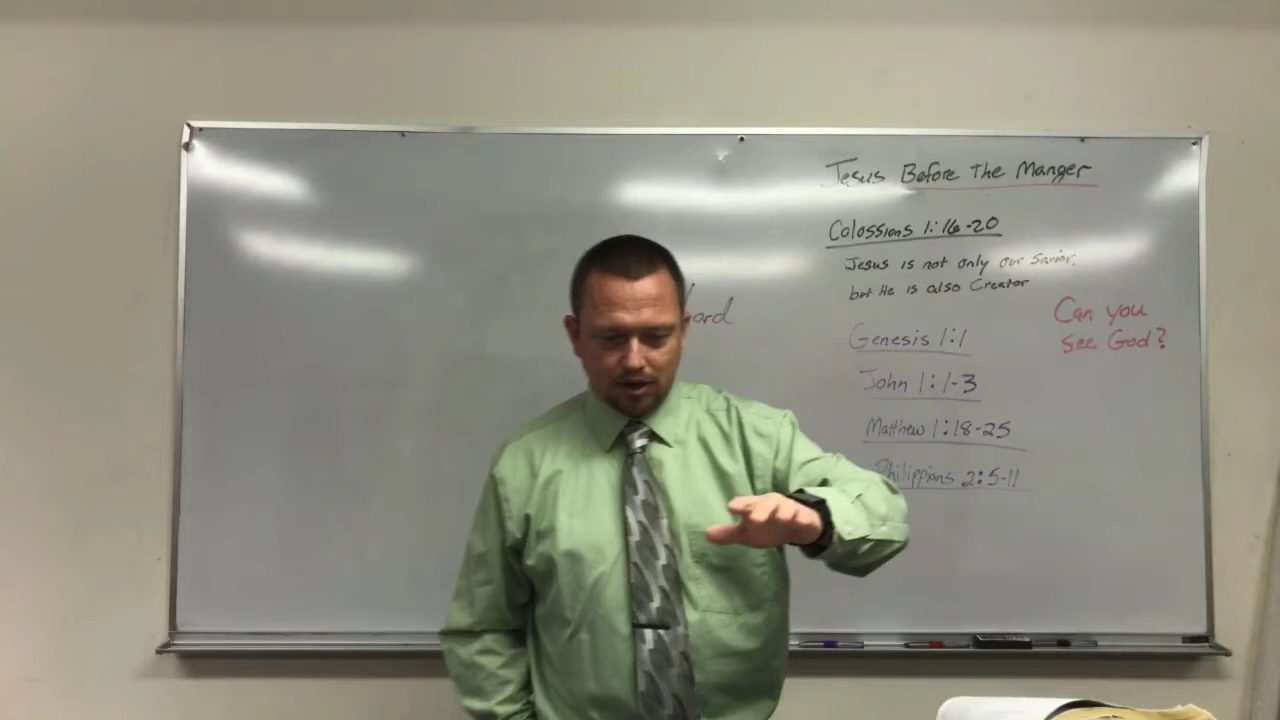 Jesus Before the Manger
Colossians 1:16-20
Jesus is not only our Savior,
but He is also Creator
Genesis 1:1
John 1:1-3
Matthew 1:18-25
Philippians 2:5-11
Can you
see God?